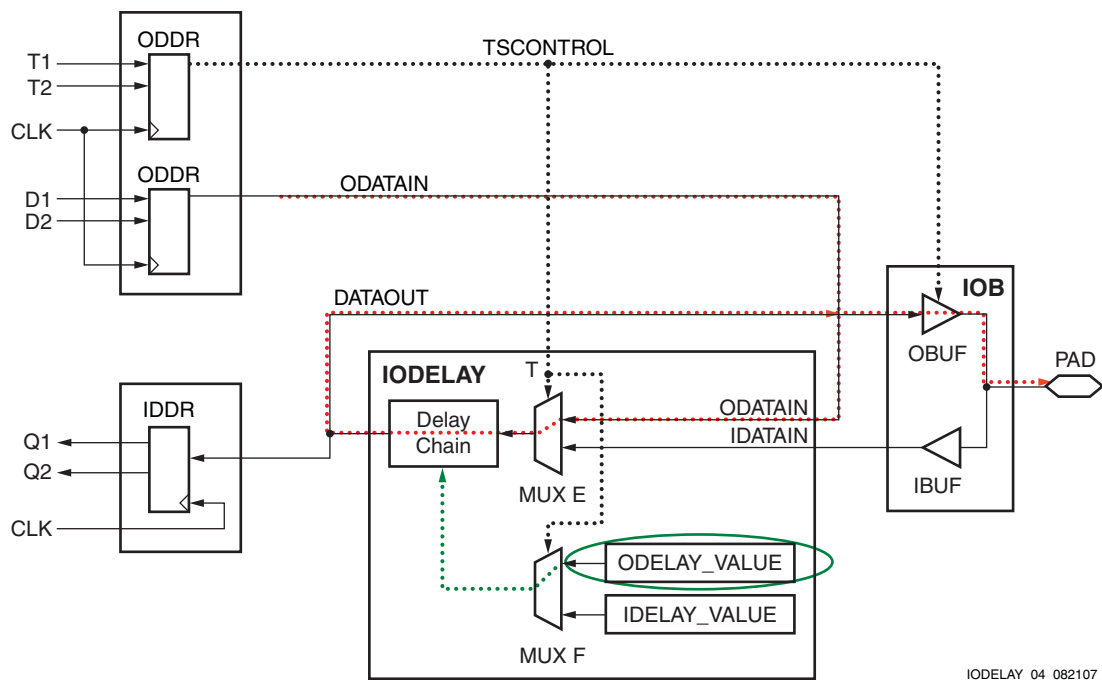 ODDR
TSCONTROL
T1
T2
CLK
ODDR
ODATAIN
D1
D2
DATAOUT
IOB
OBUF
PAD
IODELAY
T
IDDR
Delay
Chain
ODATAIN
IDATAIN
Q1
Q2
IBUF
MUX E
CLK
ODELAY_VALUE
IDELAY_VALUE
MUX F
IODELAY_04_082107